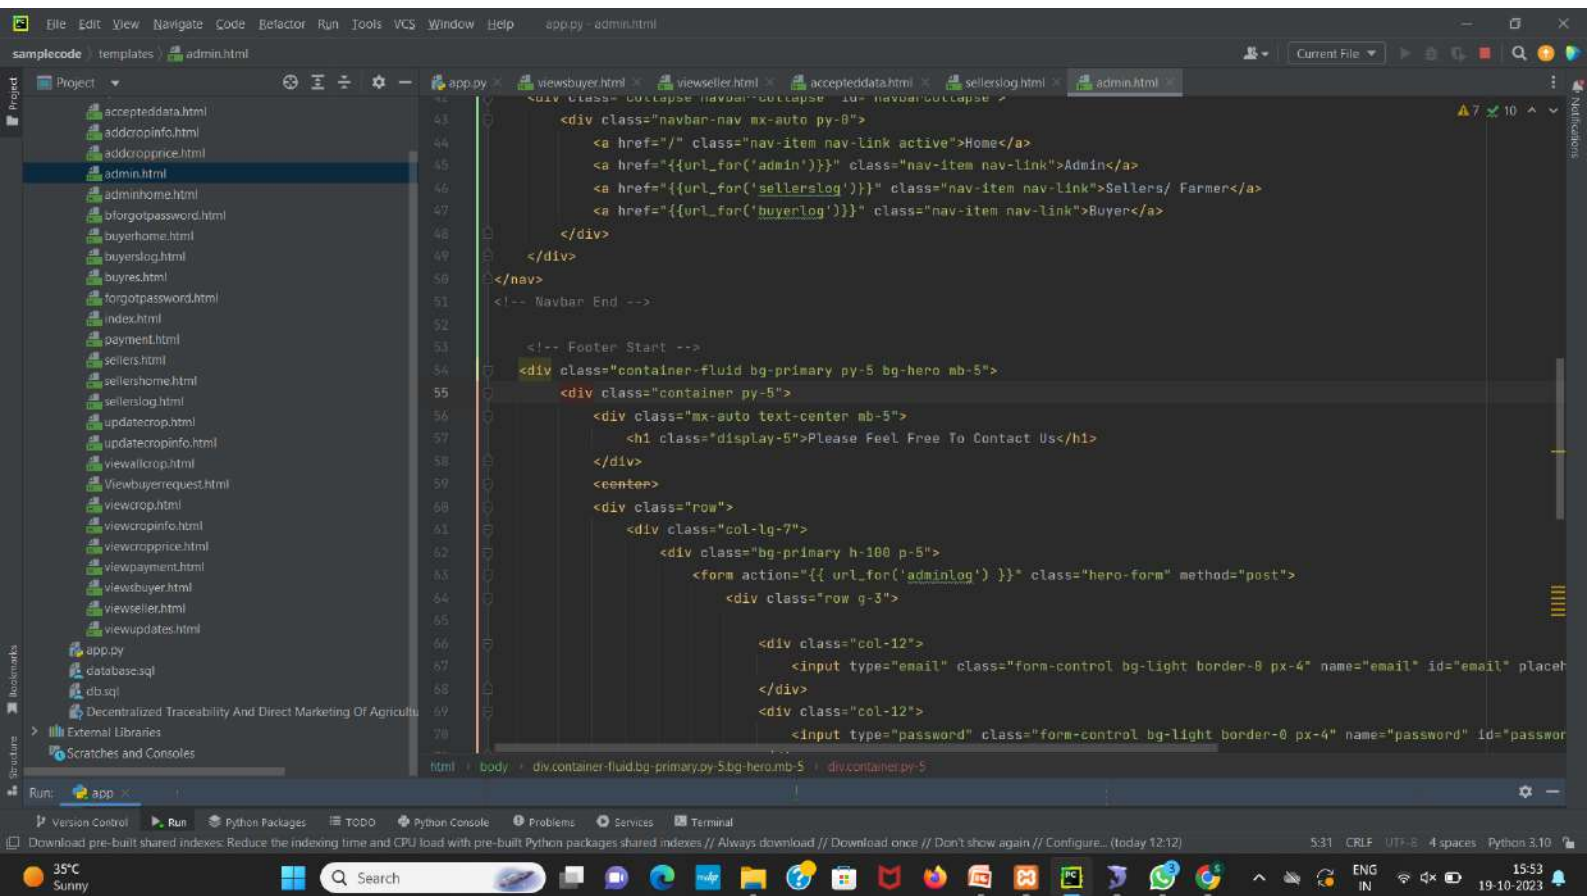 File Edit View Navigate Code Refactor Run Tools VCS Window Help app.py - admin.html
samplecode templates admin.html Current File
Project app.py viewsbuyer.html viewseller.html accepteddata.html sellerslog.html admin.html
Project
Notifications
Bookmarks
Structure
accepteddata.html
addcropinfo.html
addcropprice.html
admin.html
adminhome.html
bforgotpassword.html
buyerhome.html
buyerslog.html
buyres.html
forgotpassword.html
index.html
payment.html
sellers.html
sellershome.html
sellerslog.html
updatecrop.html
updatecropinfo.html
viewallcrop.html
Viewbuyerrequest.html
viewcrop.html
viewcropinfo.html
viewcropprice.html
viewpayment.html
viewsbuyer.html
viewseller.html
viewupdates.html
app.py
database.sql
db.sql
Decentralized Traceability And Direct Marketing Of Agricultu
External Libraries
Scratches and Consoles
7 10
42 <div class="collapse navbar-collapse" id="navbarCollapse">
43 <div class="navbar-nav mx-auto py-0">
44 <a href="/" class="nav-item nav-link active">Home</a>
45 <a href="{{url_for('admin')}}" class="nav-item nav-link">Admin</a>
46 <a href="{{url_for('sellerslog')}}" class="nav-item nav-link">Sellers/ Farmer</a>
47 <a href="{{url_for('buyerlog')}}" class="nav-item nav-link">Buyer</a>
48 </div>
49 </div>
50 </nav>
51 <!-- Navbar End -->
52
53 <!-- Footer Start -->
54 <div class="container-fluid bg-primary py-5 bg-hero mb-5">
55 <div class="container py-5">
56 <div class="mx-auto text-center mb-5">
57 <h1 class="display-5">Please Feel Free To Contact Us</h1>
58 </div>
59 <center>
60 <div class="row">
61 <div class="col-lg-7">
62 <div class="bg-primary h-100 p-5">
63 <form action="{{ url_for('adminlog') }}" class="hero-form" method="post">
64 <div class="row g-3">
65
66 <div class="col-12">
67 <input type="email" class="form-control bg-light border-0 px-4" name="email" id="email" placeh
68 </div>
69 <div class="col-12">
70 <input type="password" class="form-control bg-light border-0 px-4" name="password" id="passwor
html body div.container-fluid.bg-primary.py-5.bg-hero.mb-5 div.container.py-5
Run: app
Version Control Run Python Packages TODO Python Console Problems Services Terminal
Download pre-built shared indexes: Reduce the indexing time and CPU load with pre-built Python packages shared indexes // Always download // Download once // Don't show again // Configure... (today 12:12) 5:31 CRLF UTF-8 4 spaces Python 3.10
35°C
Sunny
Search
ENG
IN
15:53
19-10-2023